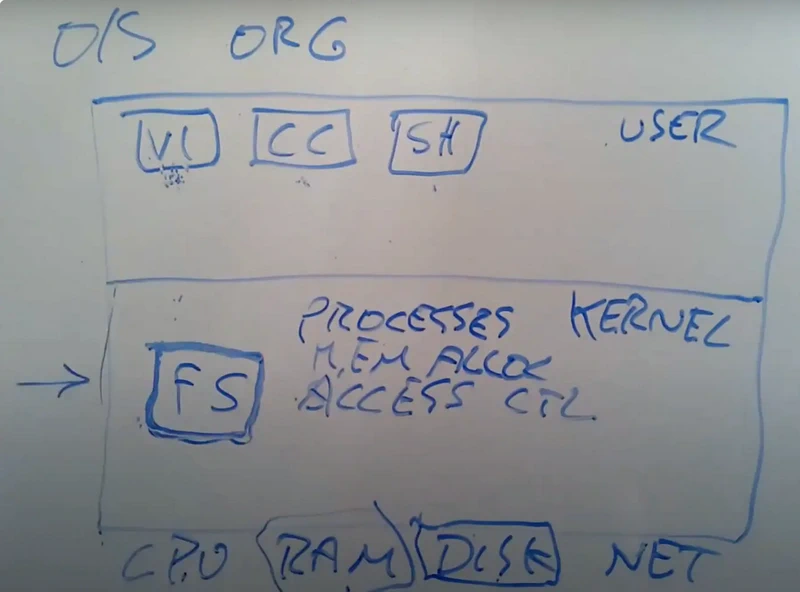 O/S ORG
VI CC SH USER
PROCESSES KERNEL
MEM ALLOC
FS ACCESS CTL
CPU RAM DISK NET